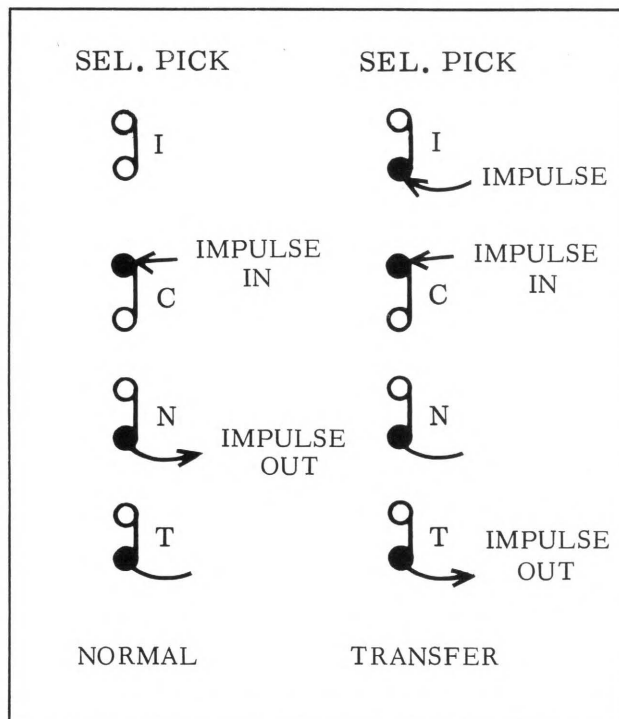 SEL. PICK
I
IMPULSE
IN
C
N
IMPULSE
OUT
T
NORMAL
SEL. PICK
I
IMPULSE
IMPULSE
IN
C
N
T
IMPULSE
OUT
TRANSFER